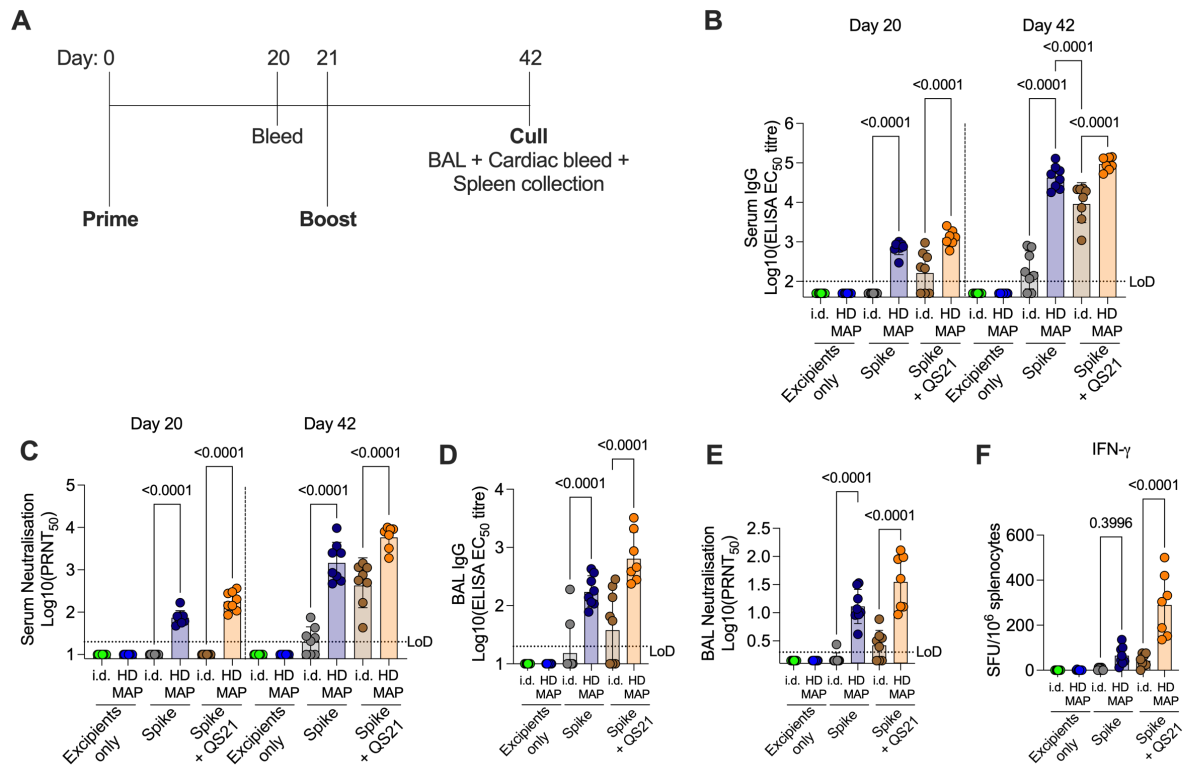 A
Day: 0 20 21 42
Bleed
Cull
BAL + Cardiac bleed +
Spleen collection
Prime
Boost
B
Day 20 Day 42
<0.0001
<0.0001 <0.0001
<0.0001 <0.0001
Serum IgG
Log10(ELISA EC50 titre)
6
5
4
3
2
LoD
i.d. HD i.d. HD i.d. HD i.d. HD i.d. HD i.d. HD
MAP MAP MAP MAP MAP MAP
Excipients
only
Spike
Spike
+ QS21
Excipients
only
Spike
Spike
+ QS21
C
Day 20 Day 42
<0.0001 <0.0001
<0.0001 <0.0001
Serum Neutralisation
Log10(PRNT50)
5
4
3
2
1
LoD
i.d. HD i.d. HD i.d. HD i.d. HD i.d. HD i.d. HD
MAP MAP MAP MAP MAP MAP
Excipients
only
Spike
Spike
+ QS21
Excipients
only
Spike
Spike
+ QS21
D
<0.0001
<0.0001
BAL IgG
Log10(ELISA EC50 titre)
4
3
2
1
LoD
i.d. HD i.d. HD i.d. HD
MAP MAP MAP
Excipients
only
Spike
Spike
+ QS21
E
<0.0001
<0.0001
BAL Neutralisation
Log10(PRNT50)
2.5
2.0
1.5
1.0
0.5
LoD
i.d. HD i.d. HD i.d. HD
MAP MAP MAP
Excipients
only
Spike
Spike
+ QS21
F
IFN-γ
<0.0001
0.3996
SFU/10^6 splenocytes
600
400
200
0
i.d. HD i.d. HD i.d. HD
MAP MAP MAP
Excipients
only
Spike
Spike
+ QS21